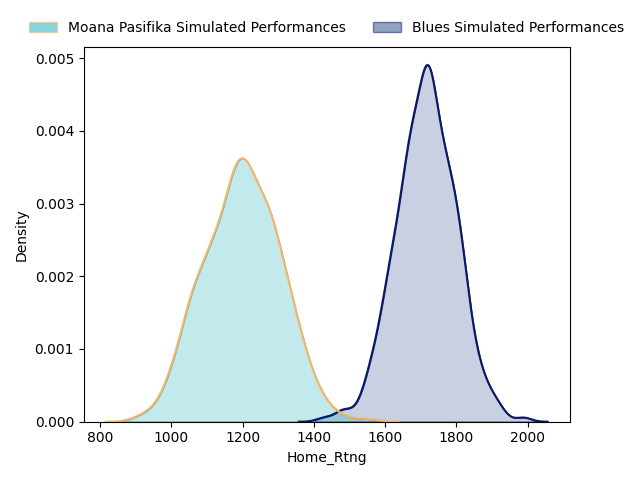 Moana Pasifika Simulated Performances Blues Simulated Performances
0.005
0.004
0.003
0.002
0.001
0.000
Density
800 1000 1200 1400 1600 1800 2000
Home_Rtng